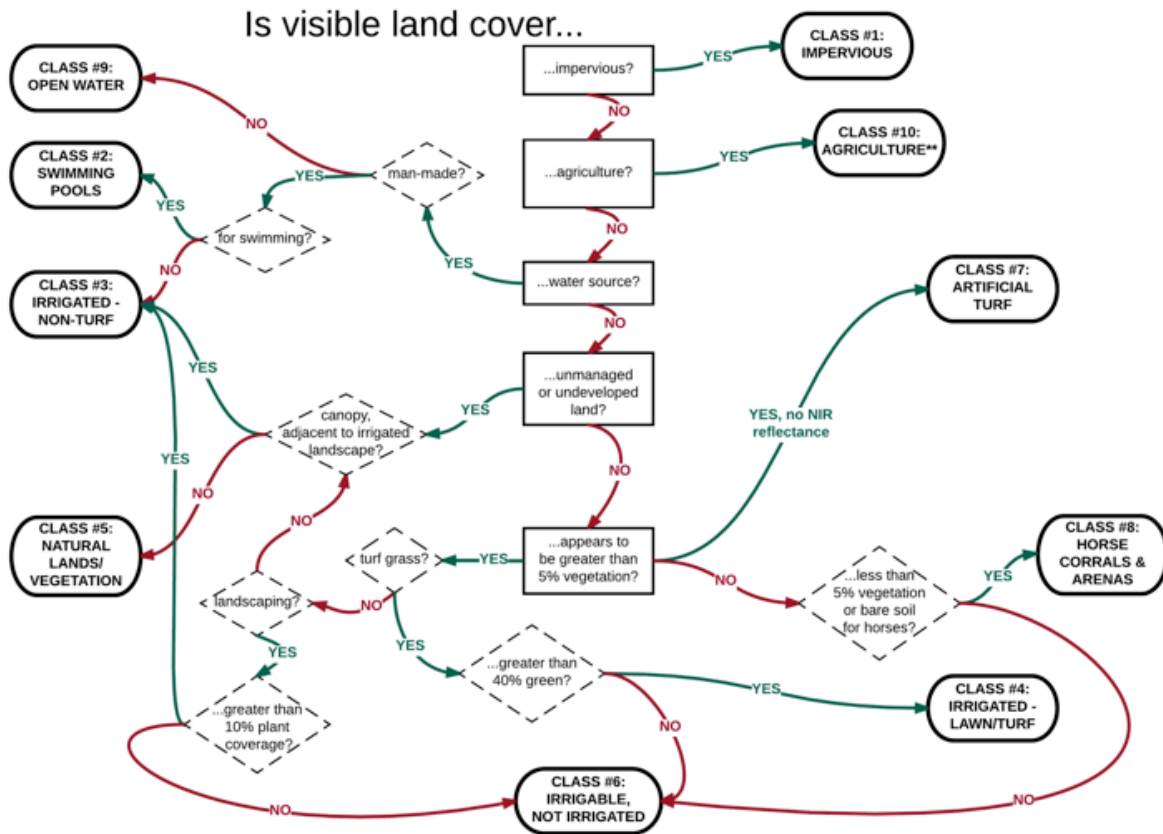 Is visible land cover...
CLASS #1:
IMPERVIOUS
YES
...impervious?
NO
CLASS #9:
OPEN WATER
NO
CLASS #10:
AGRICULTURE**
YES
...agriculture?
NO
CLASS #2:
SWIMMING
POOLS
YES
man-made?
YES
for swimming?
NO
YES
...water source?
NO
CLASS #3:
IRRIGATED -
NON-TURF
CLASS #7:
ARTIFICIAL
TURF
...unmanaged
or undeveloped
land?
YES
canopy,
adjacent to irrigated
landscape?
YES
YES
NO
NO
NO
YES, no NIR
reflectance
CLASS #5:
NATURAL
LANDS/
VEGETATION
...appears to
be greater than
5% vegetation?
YES
turf grass?
NO
landscaping?
YES
YES
NO
...less than
5% vegetation
or bare soil
for horses?
YES
CLASS #8:
HORSE
CORRALS &
ARENAS
...greater than
40% green?
YES
CLASS #4:
IRRIGATED -
LAWN/TURF
...greater than
10% plant
coverage?
NO
NO
NO
CLASS #6:
IRRIGABLE,
NOT IRRIGATED